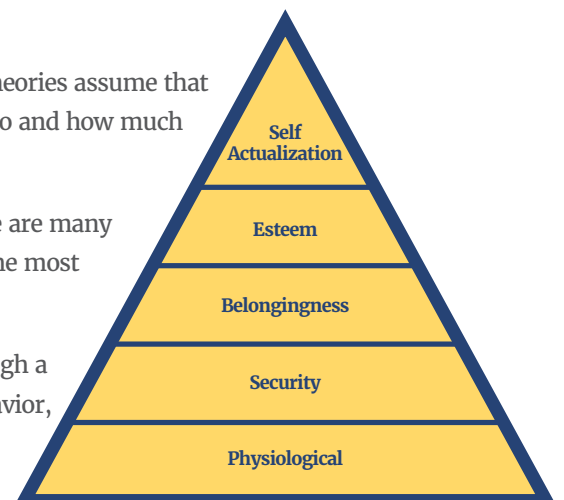 heories assume that
o and how much
are many
he most
gh a
vior,
Self
Actualization
Esteem
Belongingness
Security
Physiological